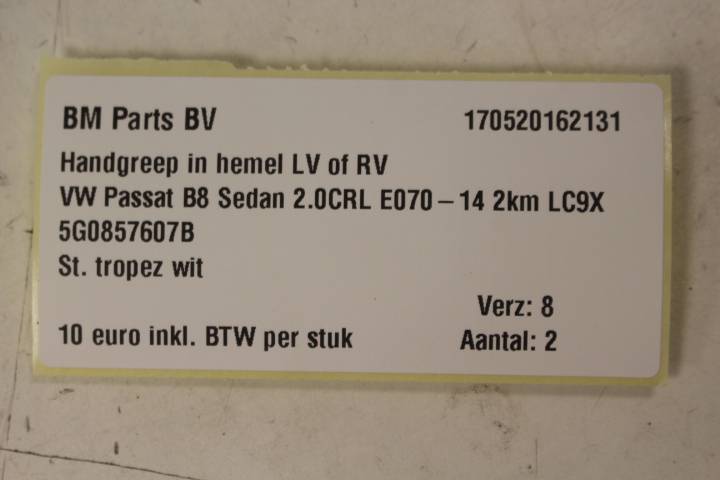 BM Parts BV 170520162131
Handgreep in hemel LV of RV
VW Passat B8 Sedan 2.0CRL E070 – 14 2km LC9X
5G0857607B
St. tropez wit
Verz: 8
10 euro inkl. BTW per stuk Aantal: 2